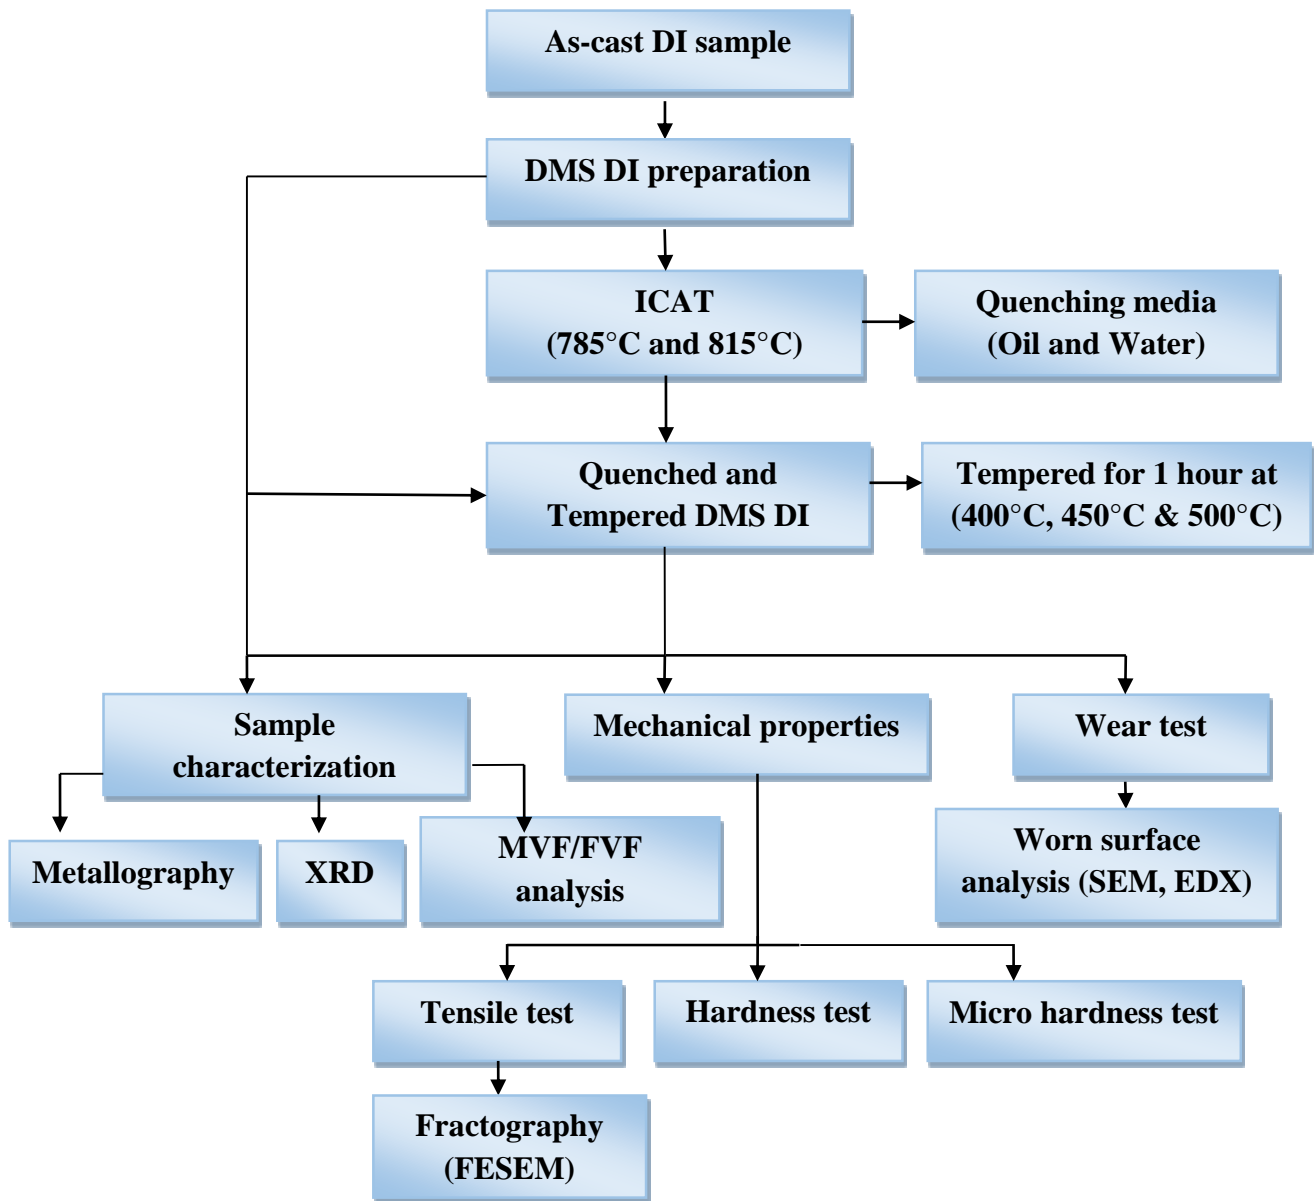 As-cast DI sample
DMS DI preparation
ICAT
(785°C and 815°C)
Quenching media
(Oil and Water)
Quenched and
Tempered DMS DI
Tempered for 1 hour at
(400°C, 450°C & 500°C)
Sample
characterization
Mechanical properties
Wear test
Metallography
XRD
MVF/FVF
analysis
Worn surface
analysis (SEM, EDX)
Tensile test
Hardness test
Micro hardness test
Fractography
(FESEM)